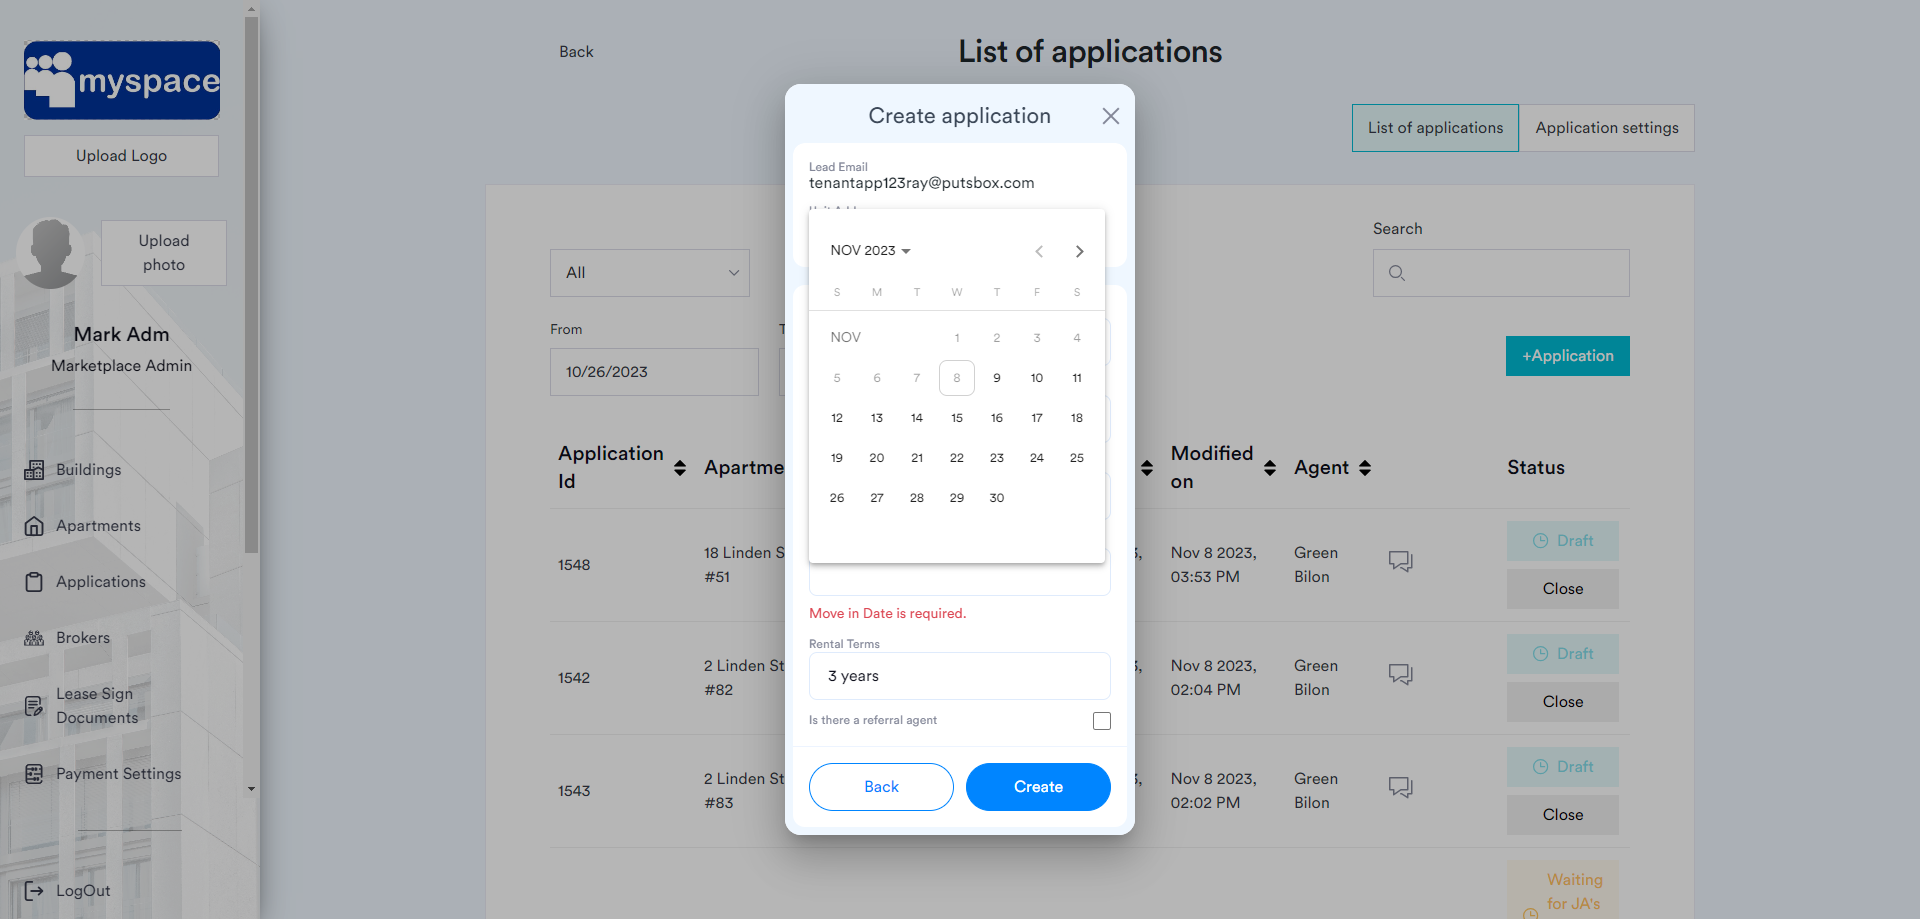 myspace
Upload Logo
Upload
photo
Mark Adm
Marketplace Admin
Buildings
Apartments
Applications
Brokers
Lease Sign
Documents
Payment Settings
LogOut
Back
List of applications
List of applications
Application settings
All
Search
From
10/26/2023
+Application
Application
Id
Apartme
Modified
on
Agent
Status
1548
18 Linden S
#51
Nov 8 2023,
03:53 PM
Green
Bilon
Draft
Close
1542
2 Linden St
#82
Nov 8 2023,
02:04 PM
Green
Bilon
Draft
Close
1543
2 Linden St
#83
Nov 8 2023,
02:02 PM
Green
Bilon
Draft
Close
Waiting
for JA's
Create application
Lead Email
tenantapp123ray@putsbox.com
NOV 2023
S M T W T F S
NOV 1 2 3 4
5 6 7 8 9 10 11
12 13 14 15 16 17 18
19 20 21 22 23 24 25
26 27 28 29 30
Move in Date is required.
Rental Terms
3 years
Is there a referral agent
Back
Create